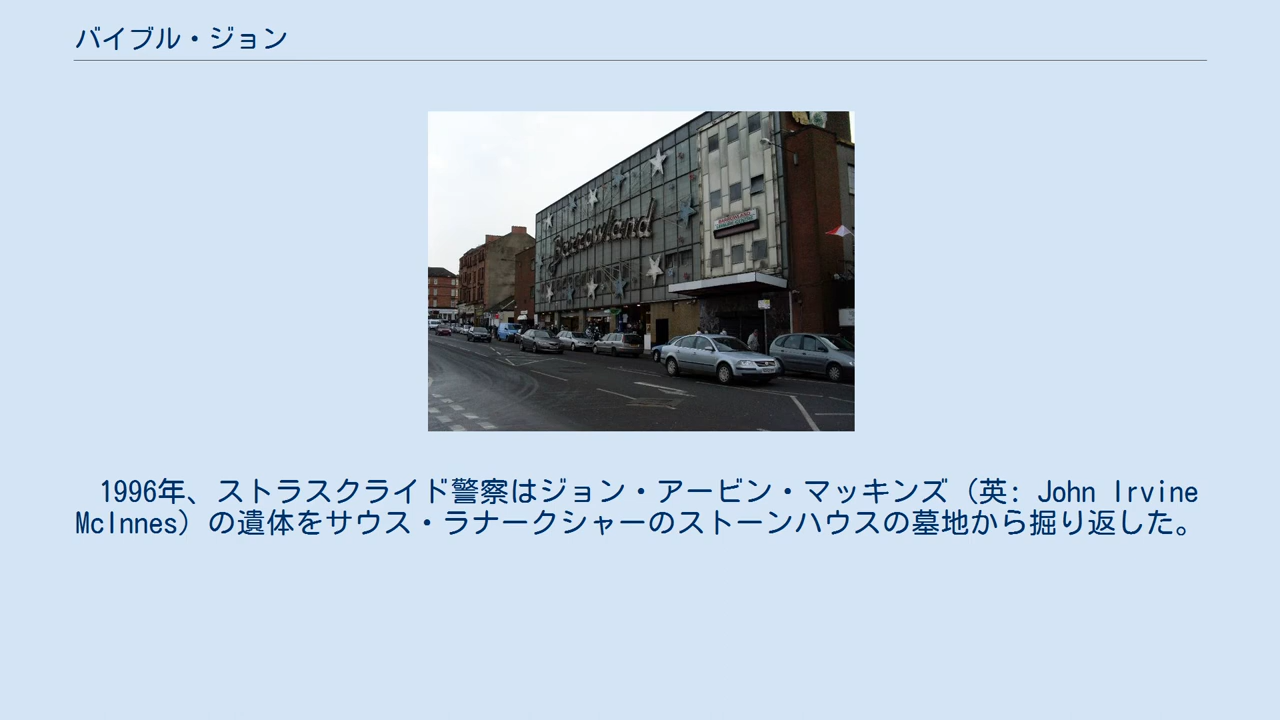 バイブル・ジョン
Barrowland
1996年、ストラスクライド警察はジョン・アービン・マッキンズ（英: John Irvine
McInnes）の遺体をサウス・ラナークシャーのストーンハウスの墓地から掘り返した。